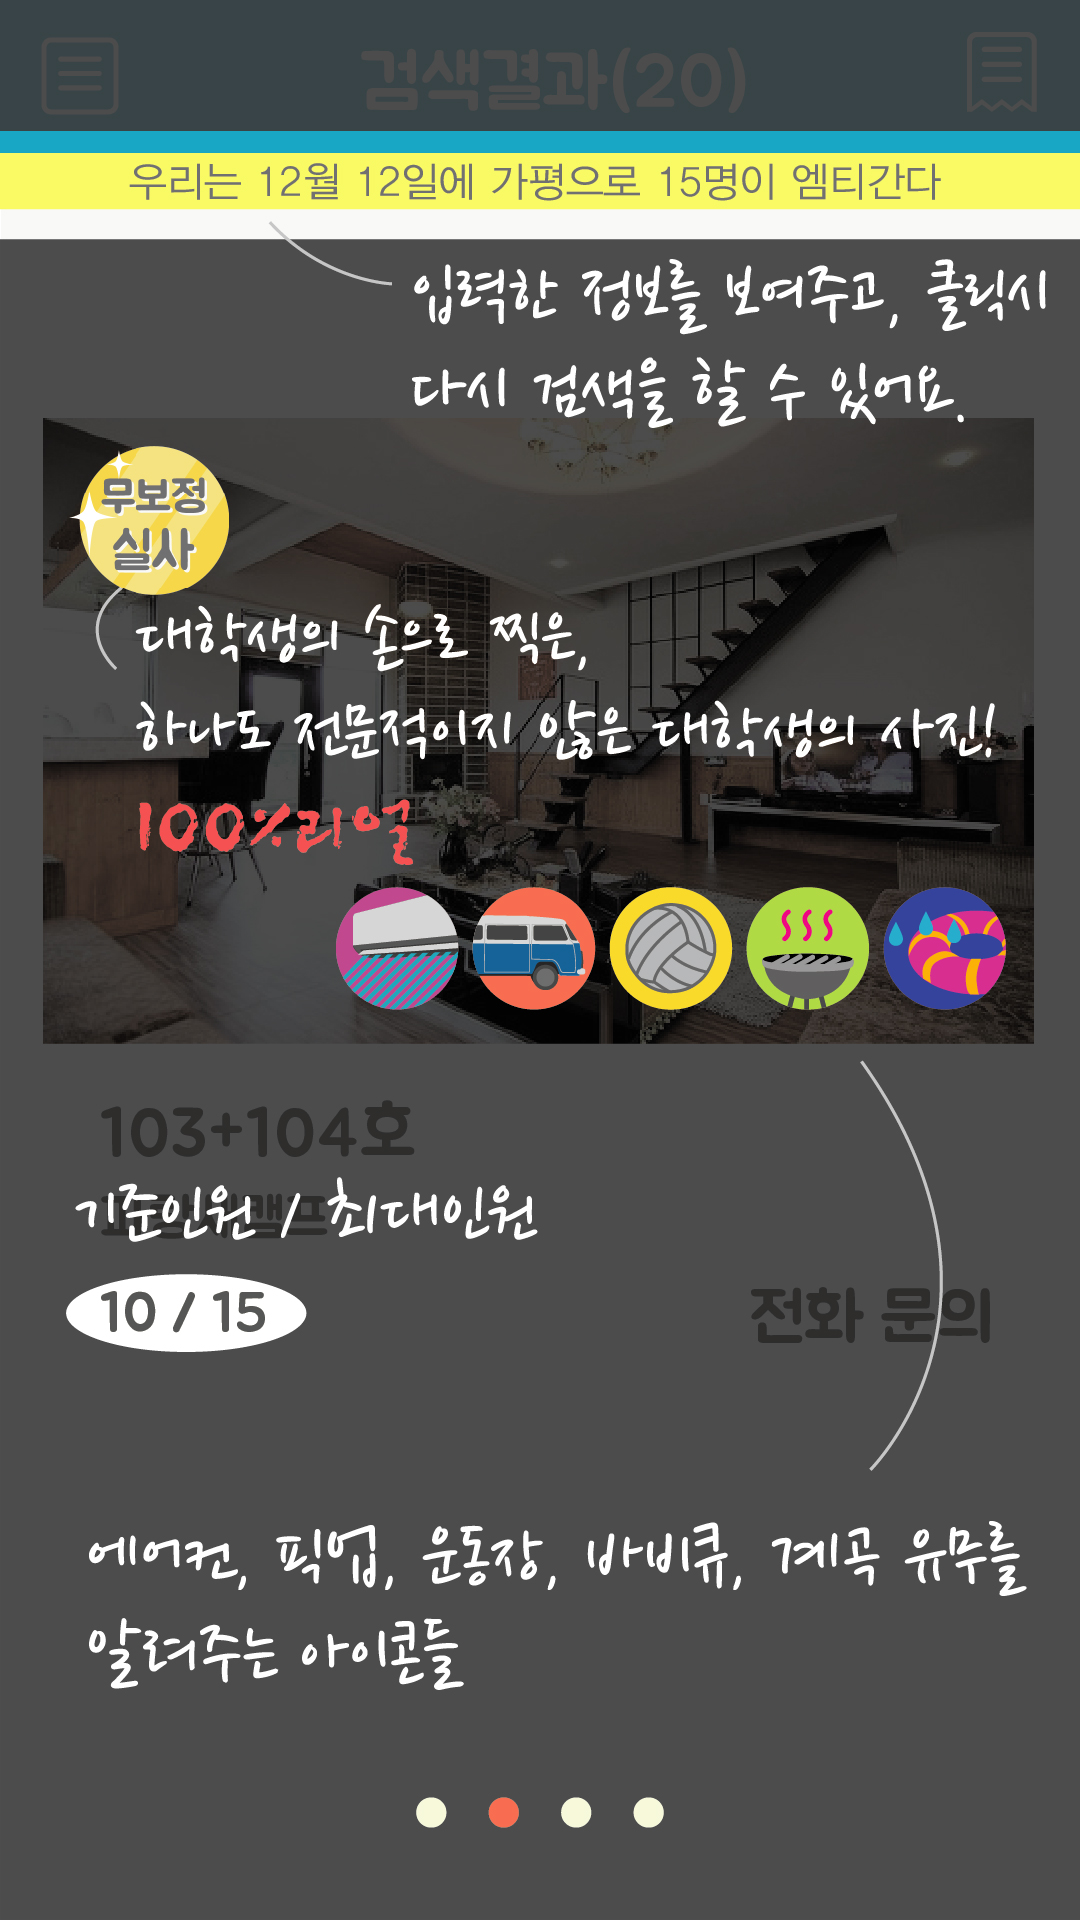 검색결과(20)
우리는 12월 12일에 가평으로 15명이 엠티간다
입력한 정보를 보여주고, 클릭시
다시 검색을 할 수 있어요.
무보정
실사
대학생의 손으로 찍은,
하나도 전문적이지 않은 대학생의 사진!
100%리얼
103+104호
기준인원 / 최대인원
10 / 15
전화 문의
에어컨, 픽업, 운동장, 바비큐, 계곡 유무를
알려주는 아이콘들